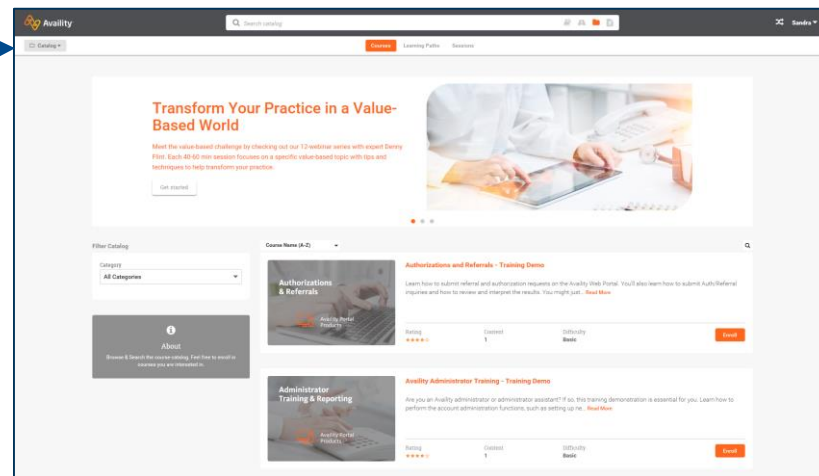 Availity
Search catalog
Sandra
Catalog
Courses
Learning Paths
Sessions
Transform Your Practice in a Value-
Based World
Meet the value-based challenge by checking out our 12-webinar series with expert Denny
Flint. Each 40-60 min session focuses on a specific value-based topic with tips and
techniques to help transform your practice.
Get started
Filter Catalog
Category
All Categories
About
Browse & Search the course catalog. Feel free to enroll in
courses you are interested in.
Course Name (A-Z)
Authorizations
& Referrals
Availity Portal
Products
Authorizations and Referrals - Training Demo
Learn how to submit referral and authorization requests on the Availity Web Portal. You'll also learn how to submit Auth/Referral
inquiries and how to review and interpret the results. You might just... Read More
Rating
Content
1
Difficulty
Basic
Enroll
Administrator
Training & Reporting
Availity Portal
Products
Availity Administrator Training - Training Demo
Are you an Availity administrator or administrator assistant? If so, this training demonstration is essential for you. Learn how to
perform the account administration functions, such as setting up ne... Read More
Rating
Content
1
Difficulty
Basic
Enroll